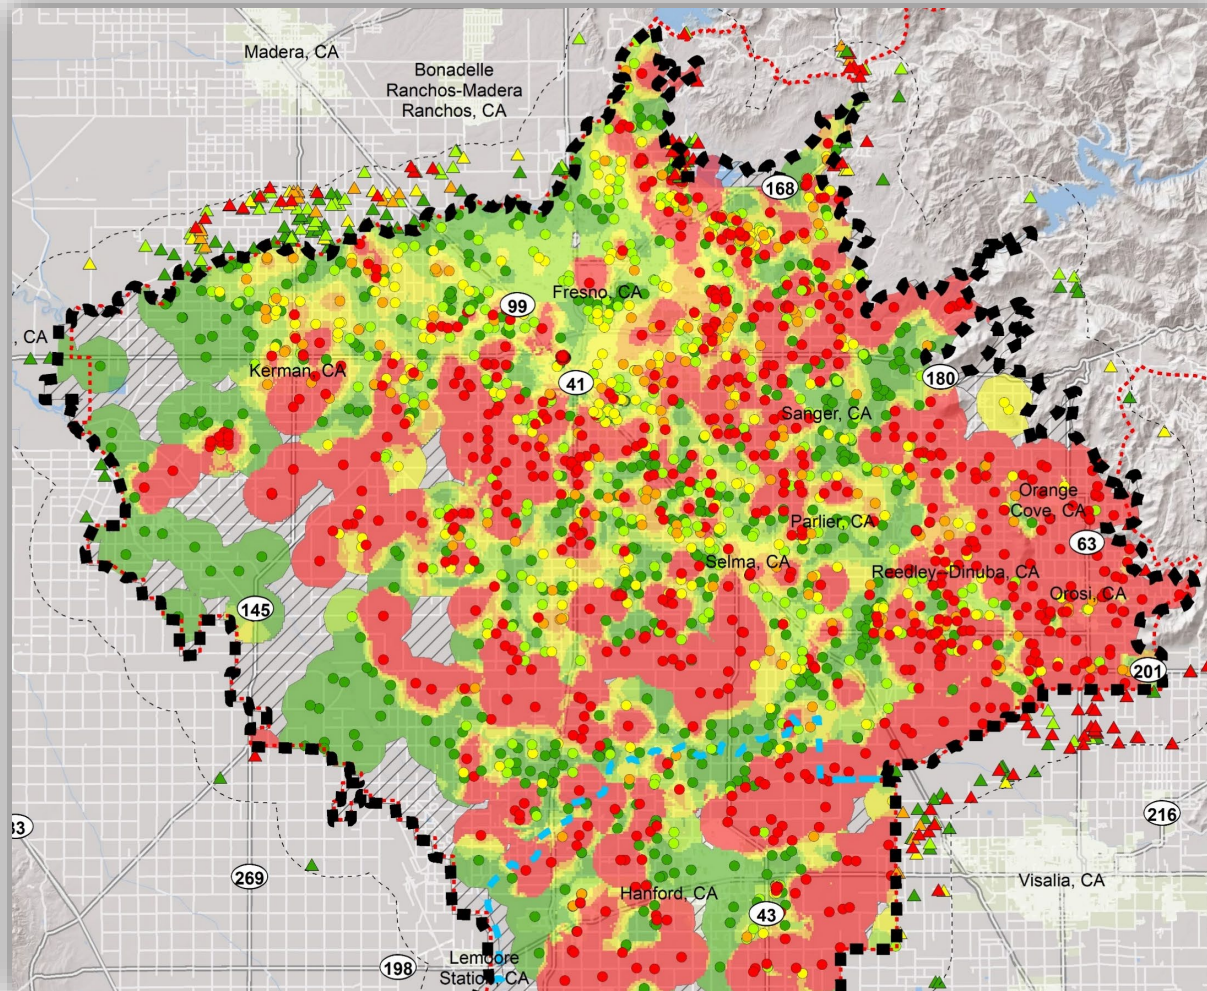 Madera, CA
Bonadelle
Ranchos-Madera
Ranchos, CA
168
99
Fresno, CA
, CA
Kerman, CA
41
180
Sanger, CA
Orange
Cove, CA
Parlier, CA
63
Selma, CA
Reedley--Dinuba, CA
Orosi, CA
145
201
33
216
269
Visalia, CA
Hanford, CA
43
Lemoore
Station, CA
198